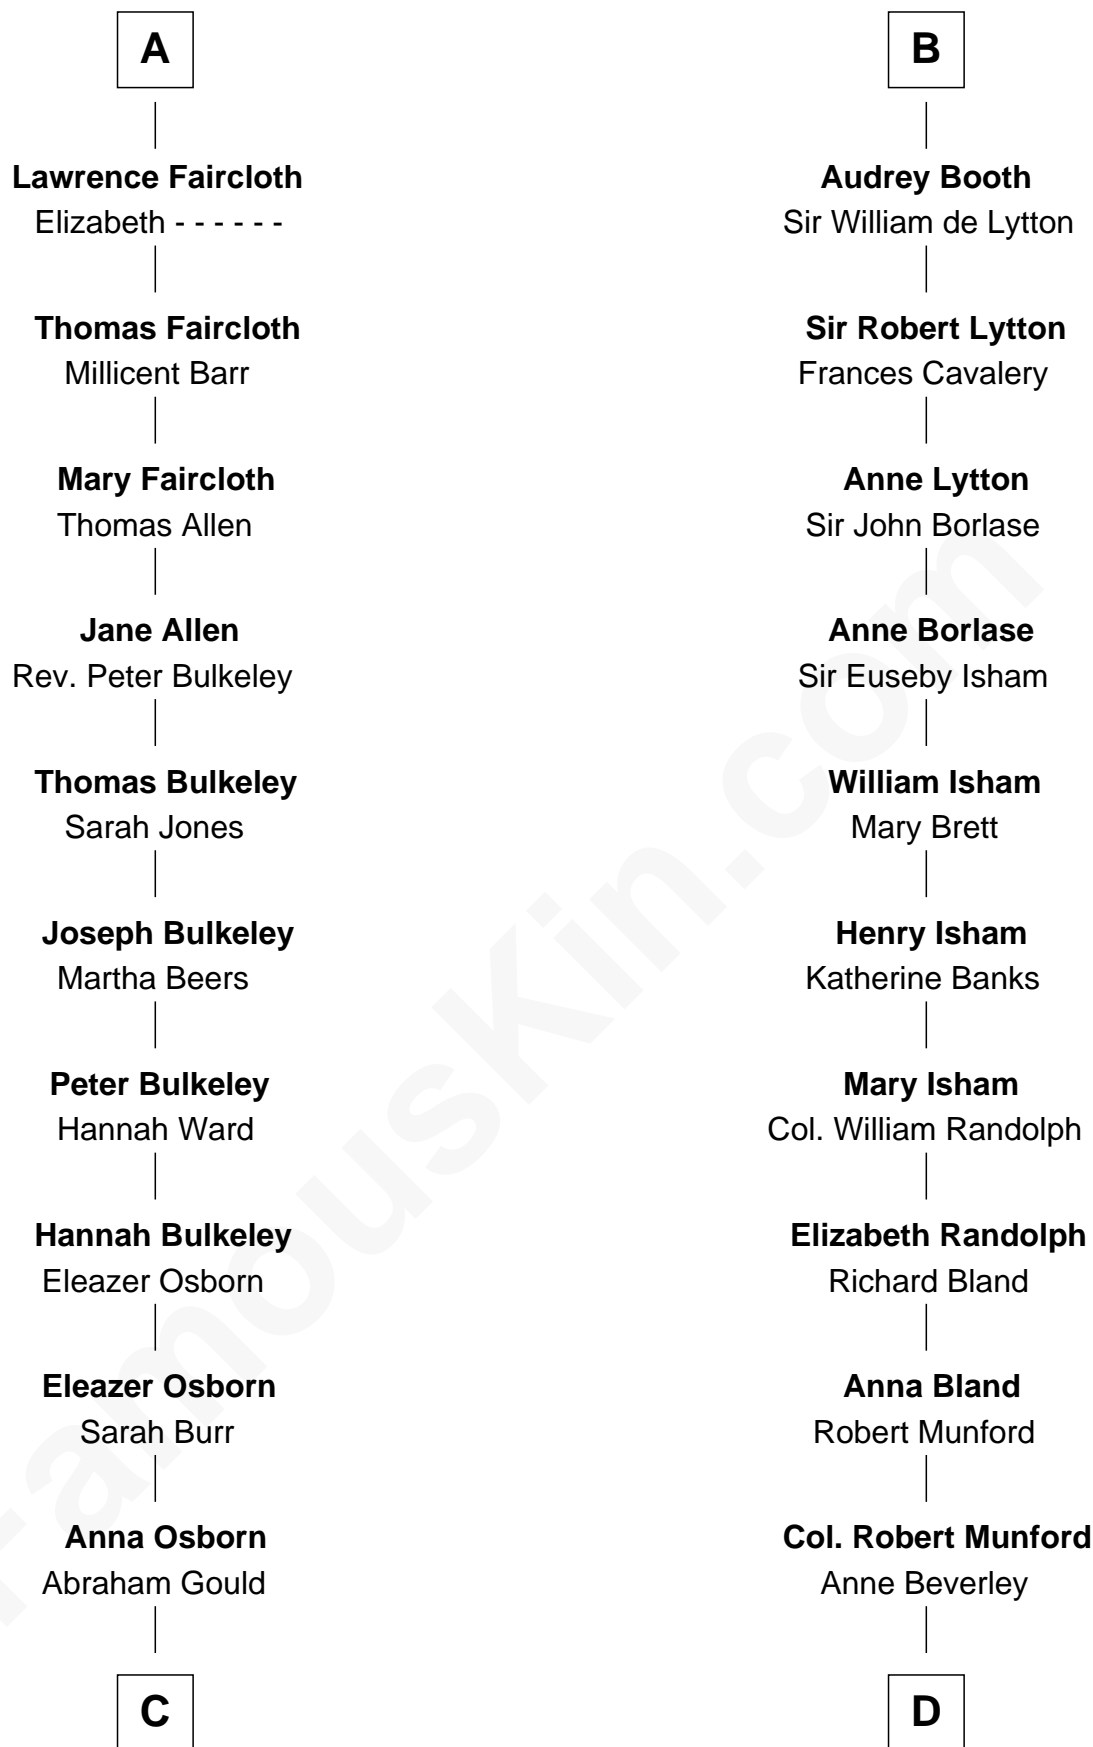 A
Lawrence Faircloth
Elizabeth - - - - - -
Thomas Faircloth
Millicent Barr
Mary Faircloth
Thomas Allen
Jane Allen
Rev. Peter Bulkeley
Thomas Bulkeley
Sarah Jones
Joseph Bulkeley
Martha Beers
Peter Bulkeley
Hannah Ward
Hannah Bulkeley
Eleazer Osborn
Eleazer Osborn
Sarah Burr
Anna Osborn
Abraham Gould
C
B
Audrey Booth
Sir William de Lytton
Sir Robert Lytton
Frances Cavalery
Anne Lytton
Sir John Borlase
Anne Borlase
Sir Euseby Isham
William Isham
Mary Brett
Henry Isham
Katherine Banks
Mary Isham
Col. William Randolph
Elizabeth Randolph
Richard Bland
Anna Bland
Robert Munford
Col. Robert Munford
Anne Beverley
D
FamousKin.com